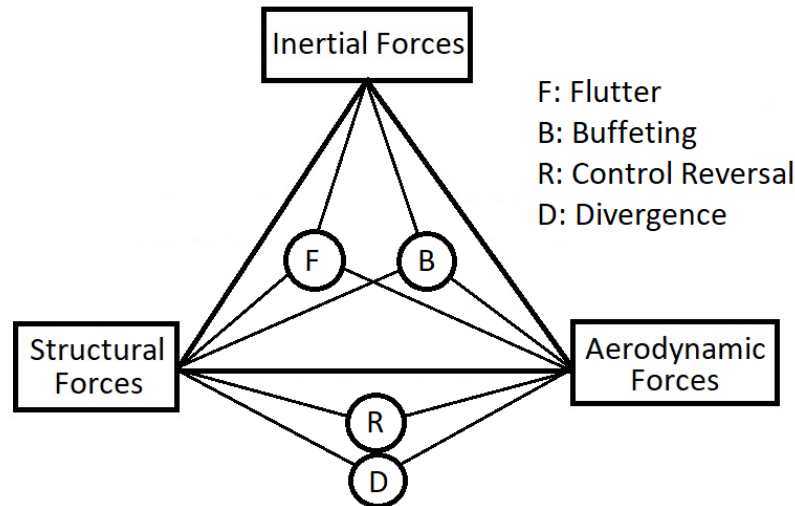 Inertial Forces
F: Flutter
B: Buffeting
R: Control Reversal
D: Divergence
F
B
Structural
Forces
Aerodynamic
Forces
R
D